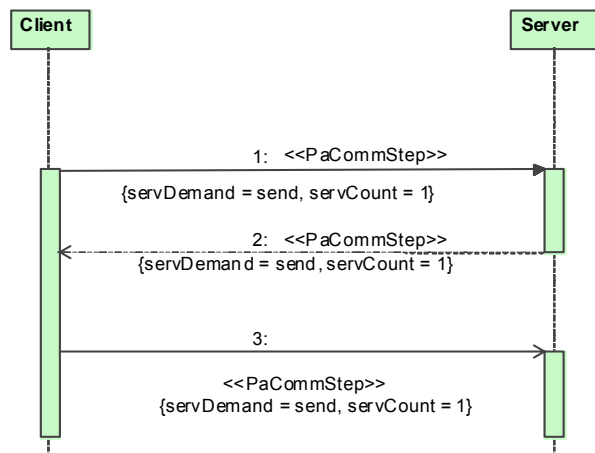 Client
Server
1: <<PaCommStep>>
{servDemand = send, servCount = 1}
2: <<PaCommStep>>
{servDemand = send, servCount = 1}
3:
<<PaCommStep>>
{servDemand = send, servCount = 1}